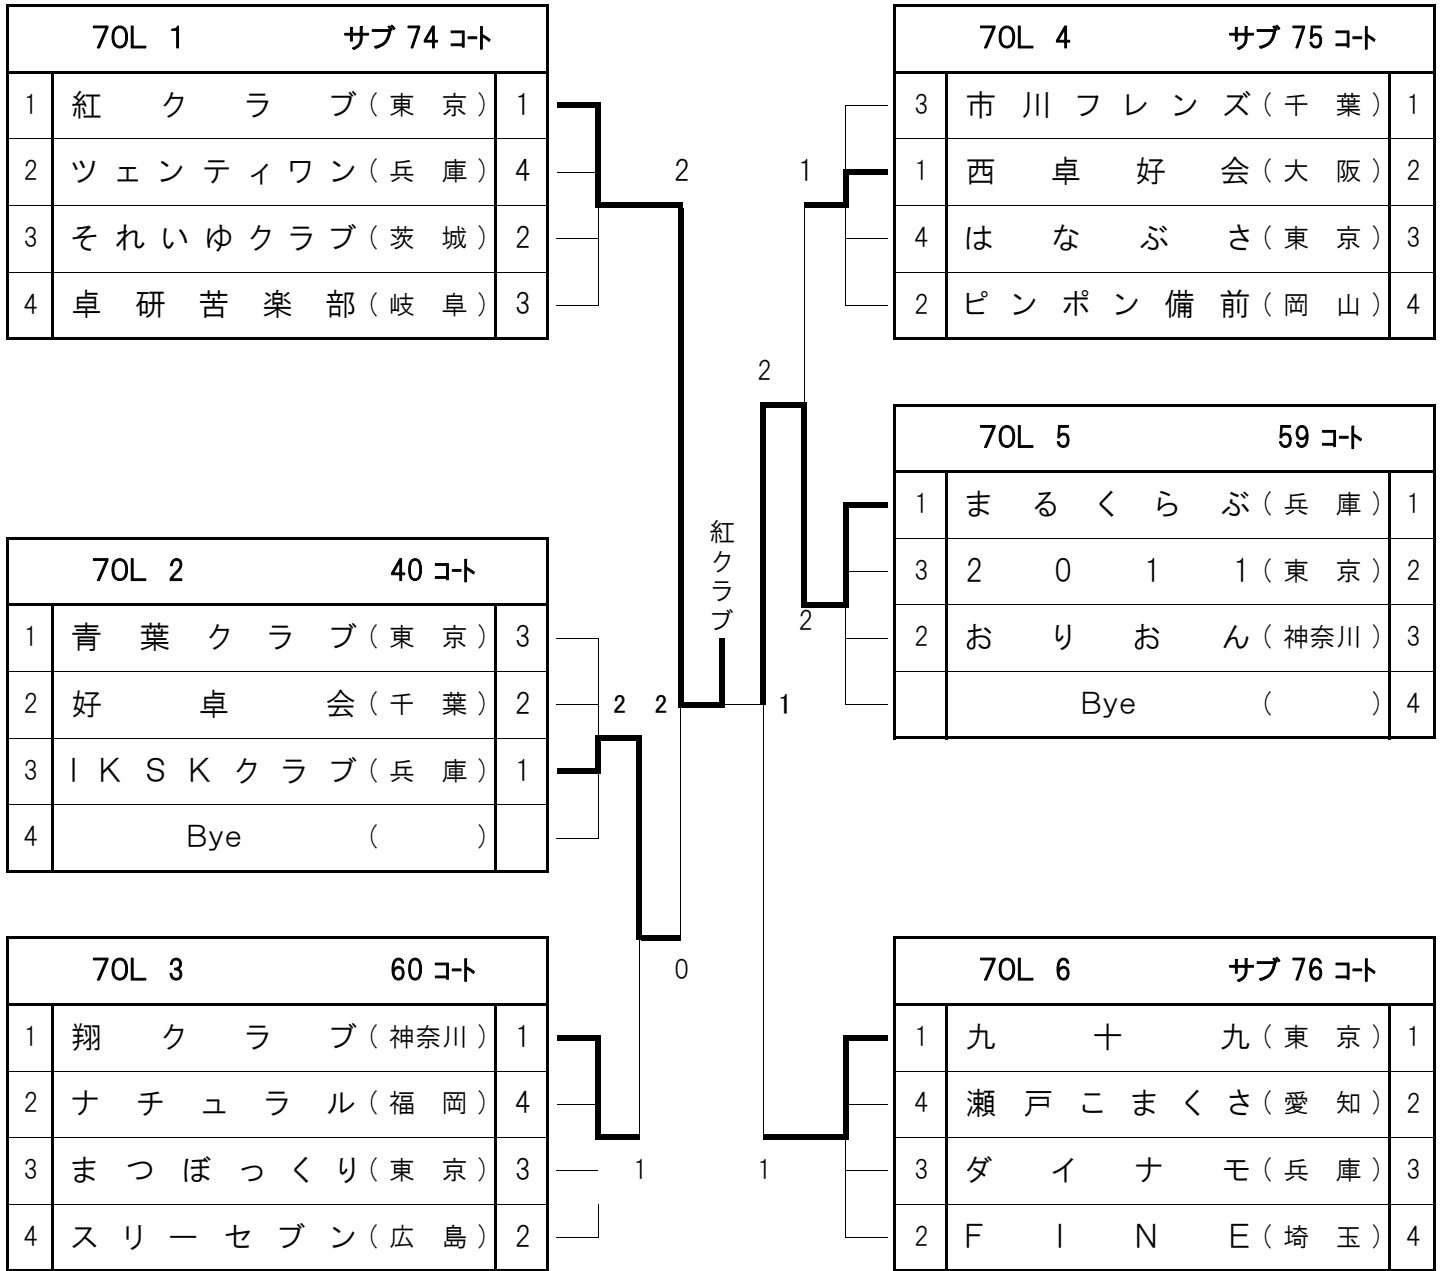 70L 1 サブ 74 コート
1 紅クラブ(東京) 1
2 ツェンティワン(兵庫) 4
3 それいゆクラブ(茨城) 2
4 卓研苦楽部(岐阜) 3
70L 2 40 コート
1 青葉クラブ(東京) 3
2 好卓会(千葉) 2
3 IKSKクラブ(兵庫) 1
4 Bye ( )
70L 3 60 コート
1 翔クラブ(神奈川) 1
2 ナチュラル(福岡) 4
3 まつぼっくり(東京) 3
4 スリーセブン(広島) 2
2
1
2
紅クラブ
2
2 2
1
0
1
1
70L 4 サブ 75 コート
3 市川フレンズ(千葉) 1
1 西卓好会(大阪) 2
4 はなぶさ(東京) 3
2 ピンポン備前(岡山) 4
70L 5 59 コート
1 まるくらぶ(兵庫) 1
3 2011(東京) 2
2 おりおん(神奈川) 3
Bye ( ) 4
70L 6 サブ 76 コート
1 九十九(東京) 1
4 瀬戸こまくさ(愛知) 2
3 ダイナモ(兵庫) 3
2 FINE(埼玉) 4